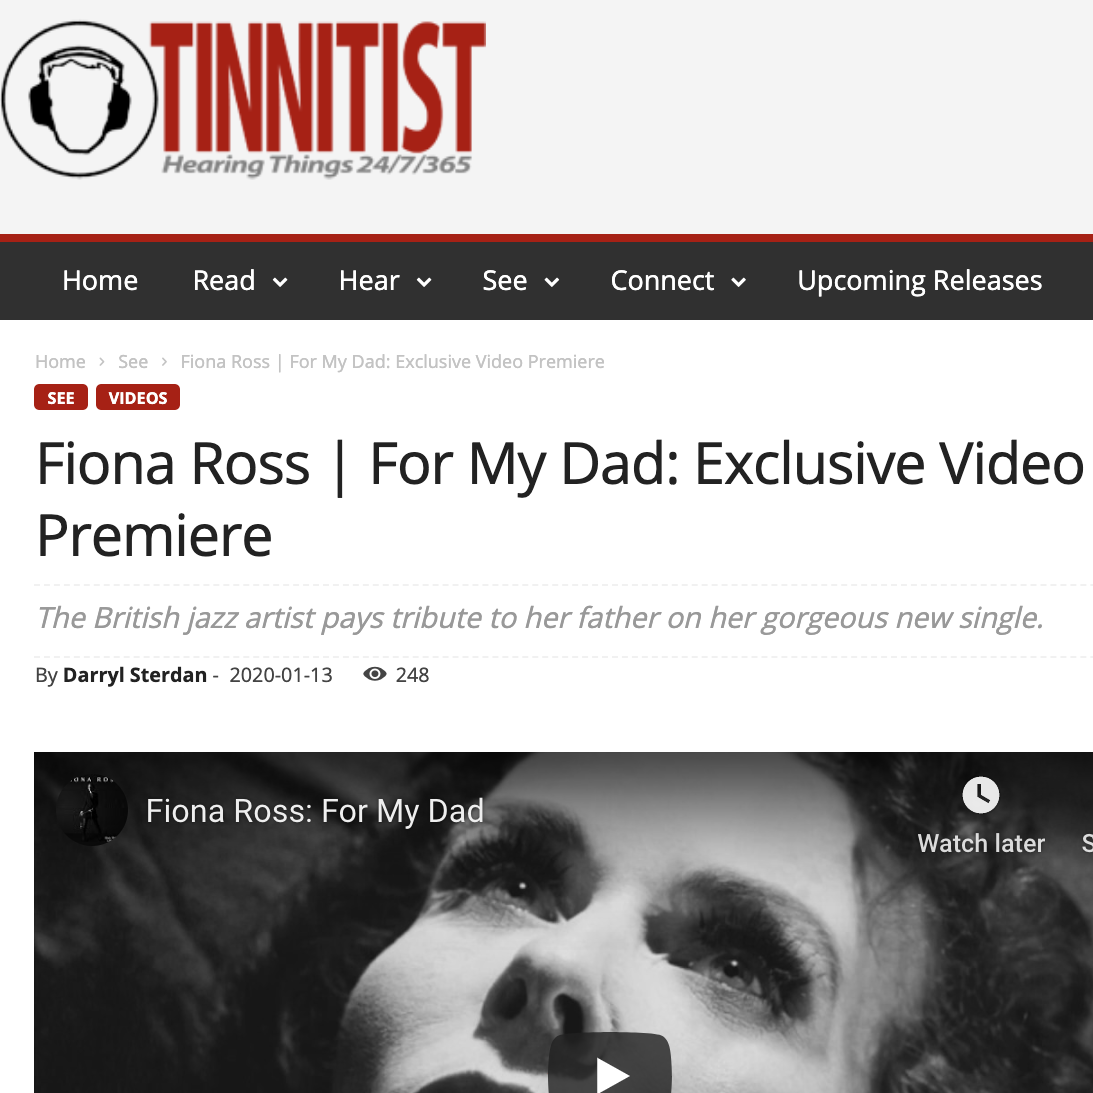 TINNITIST
Hearing Things 24/7/365
Home Read Hear See Connect Upcoming Releases
Home > See > Fiona Ross | For My Dad: Exclusive Video Premiere
SEE VIDEOS
Fiona Ross | For My Dad: Exclusive Video
Premiere
The British jazz artist pays tribute to her father on her gorgeous new single.
By Darryl Sterdan - 2020-01-13 248
Fiona Ross: For My Dad
Watch later